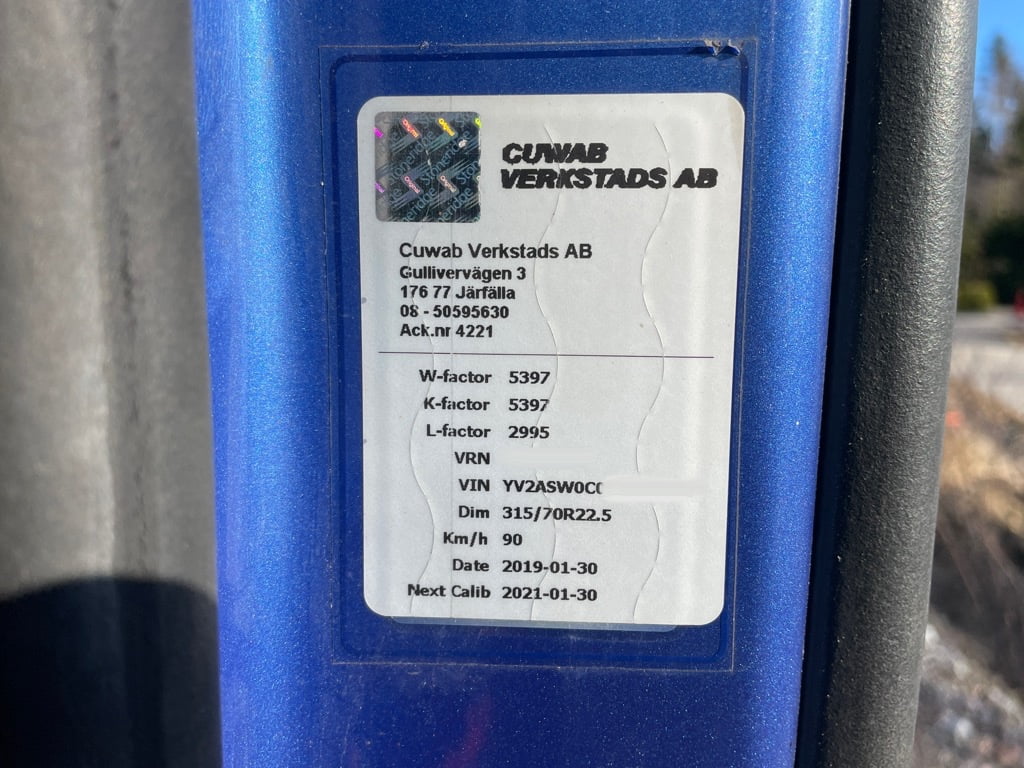 CUWAB
VERKSTADS AB
Cuwab Verkstads AB
Gullivervägen 3
176 77 Järfälla
08 - 50595630
Ack.nr 4221
W-factor 5397
K-factor 5397
L-factor 2995
VRN
VIN YV2ASW0C
Dim 315/70R22.5
Km/h 90
Date 2019-01-30
Next Calib 2021-01-30